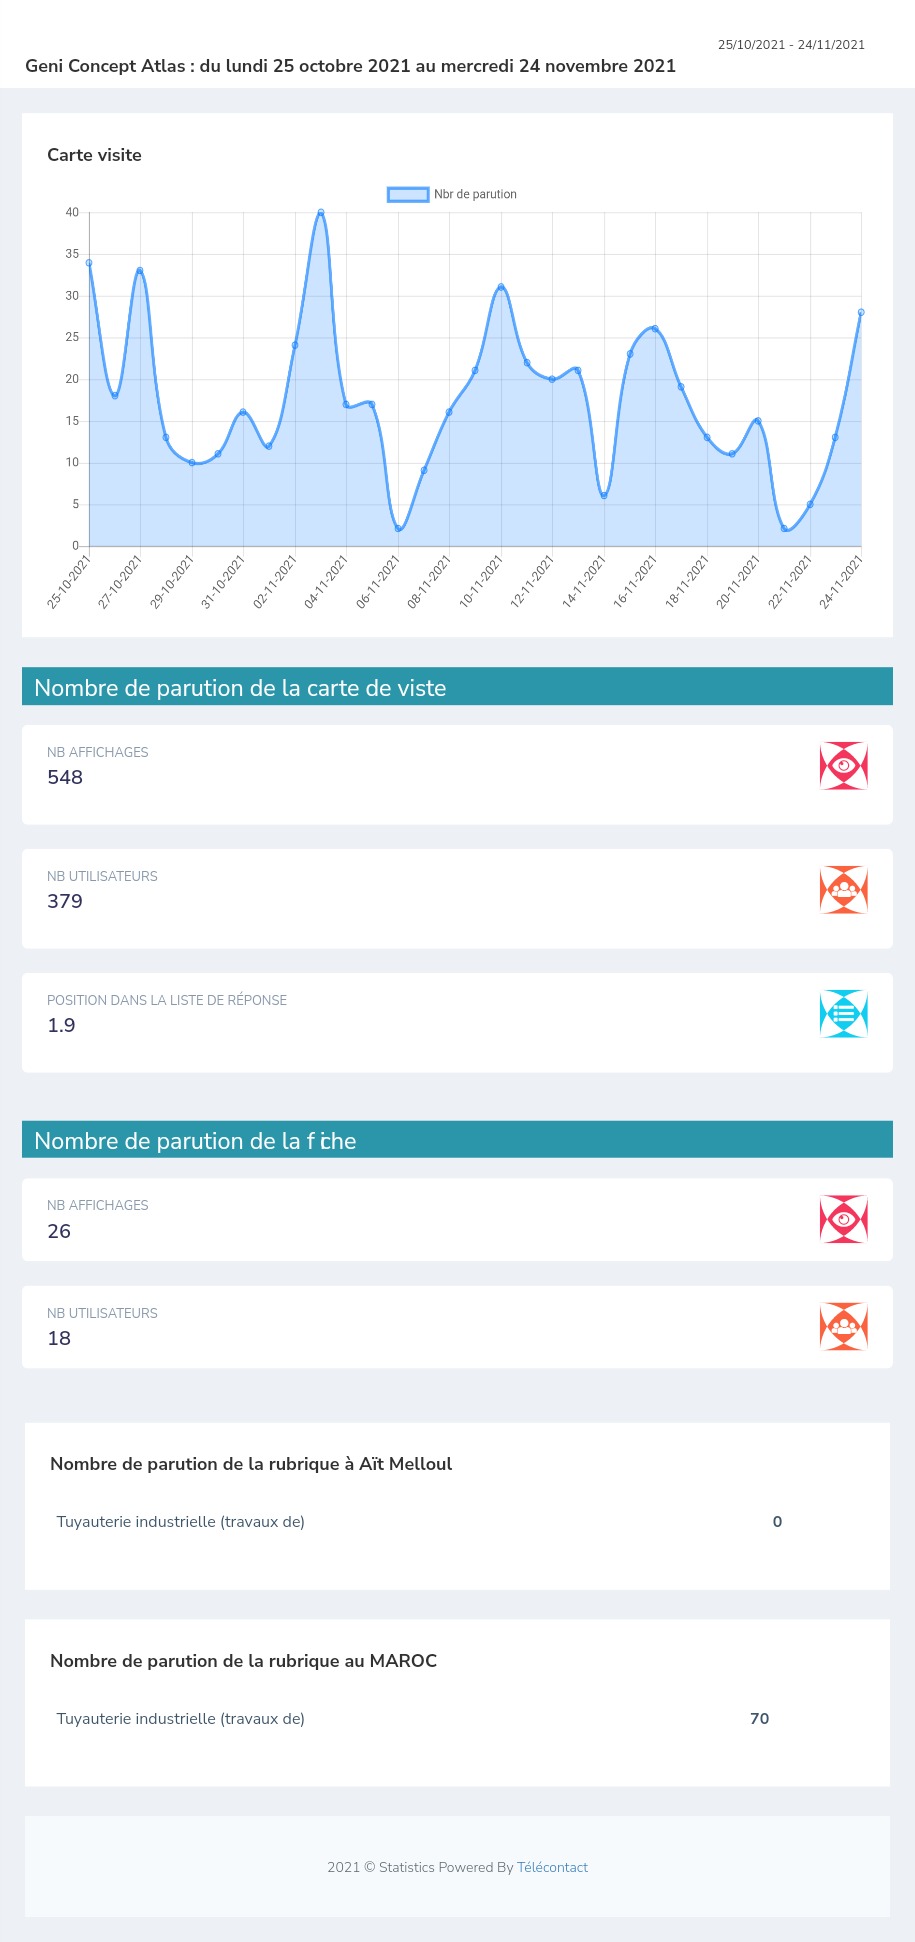 25/10/2021 - 24/11/2021
Geni Concept Atlas : du lundi 25 octobre 2021 au mercredi 24 novembre 2021
Carte visite
Nbr de parution
40
35
30
25
20
15
10
5
0
25-10-2021
27-10-2021
29-10-2021
31-10-2021
02-11-2021
04-11-2021
06-11-2021
08-11-2021
10-11-2021
12-11-2021
14-11-2021
16-11-2021
18-11-2021
20-11-2021
22-11-2021
24-11-2021
Nombre de parution de la carte de viste
NB AFFICHAGES
548
NB UTILISATEURS
379
POSITION DANS LA LISTE DE RÉPONSE
1.9
Nombre de parution de la fiche
NB AFFICHAGES
26
NB UTILISATEURS
18
Nombre de parution de la rubrique à Aït Melloul
Tuyauterie industrielle (travaux de) 0
Nombre de parution de la rubrique au MAROC
Tuyauterie industrielle (travaux de) 70
2021 © Statistics Powered By Télécontact